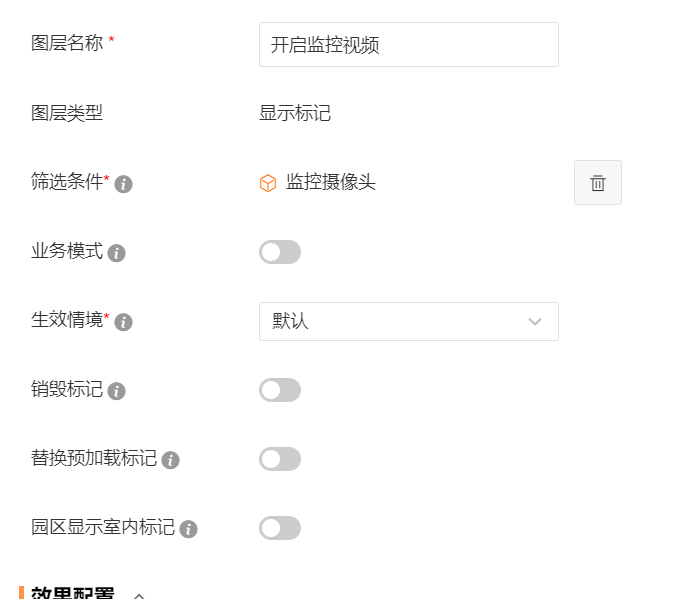 图层名称 * 开启监控视频
图层类型 显示标记
筛选条件* i 监控摄像头
业务模式 i
生效情境* i 默认
销毁标记 i
替换预加载标记 i
园区显示室内标记 i
效果配置